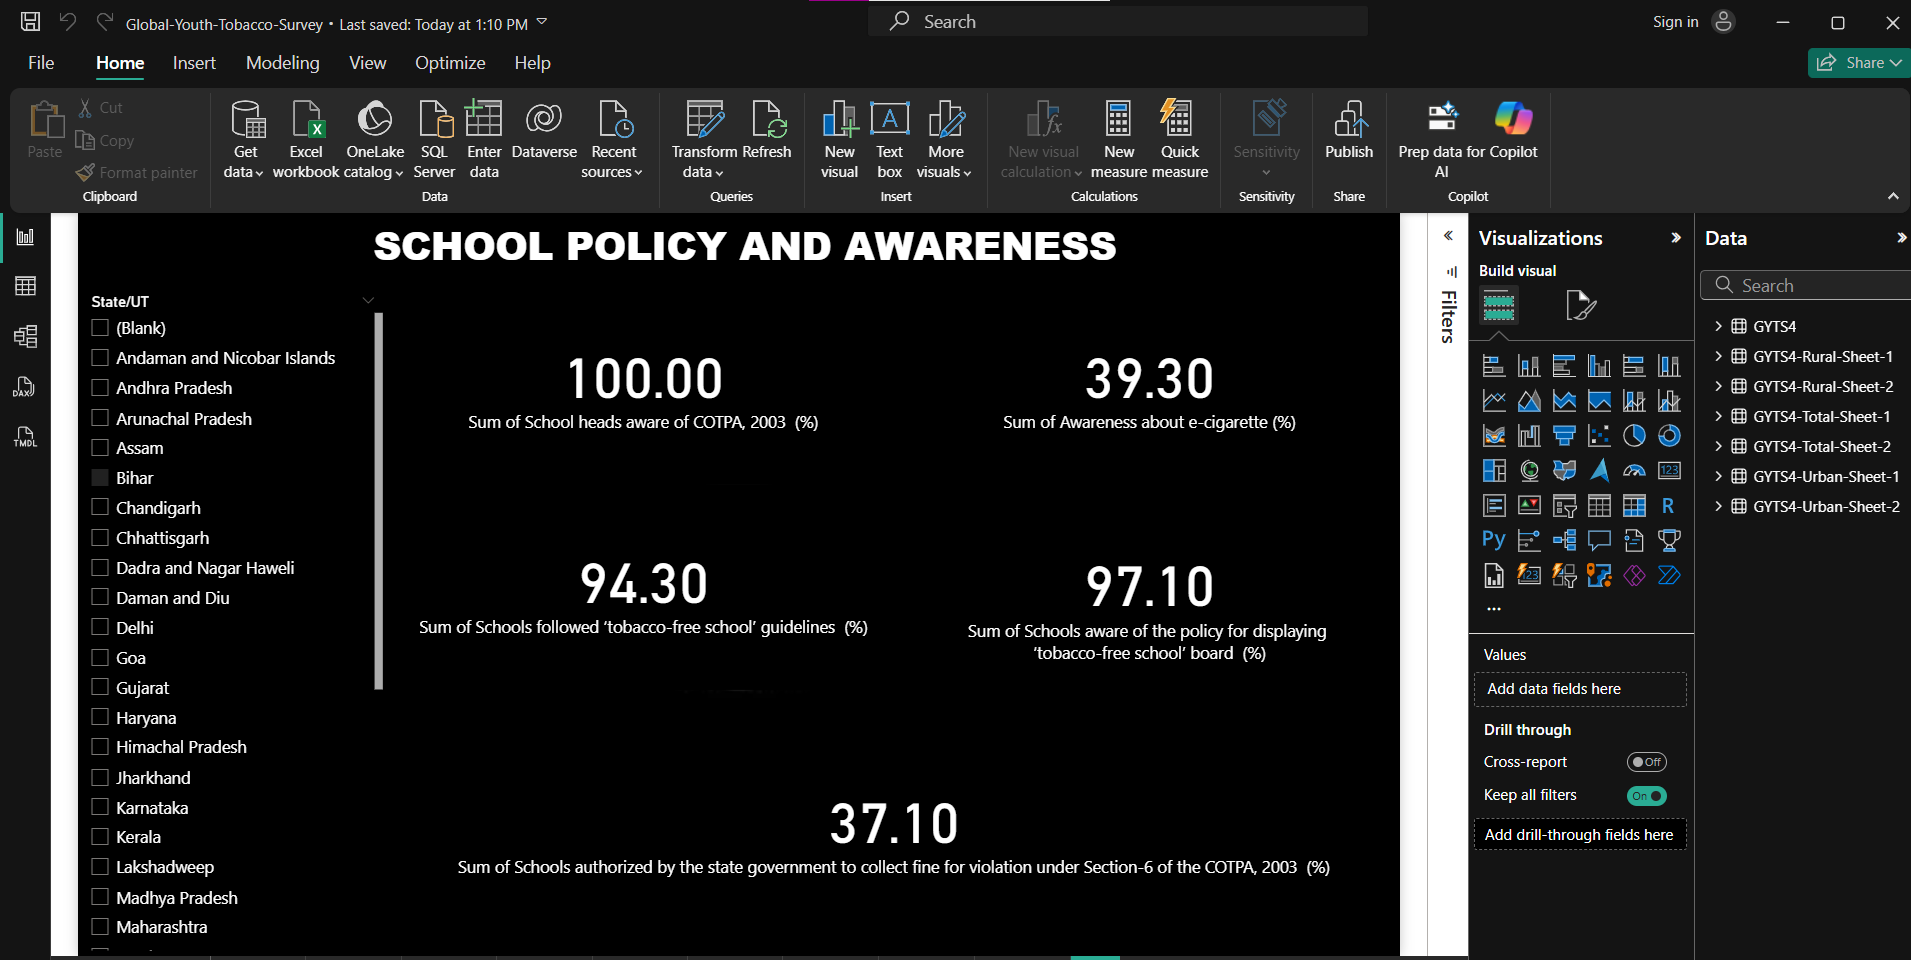 Global-Youth-Tobacco-Survey • Last saved: Today at 1:10 PM
Search
Sign in
File
Home
Insert
Modeling
View
Optimize
Help
Share
Paste
Cut
Copy
Format painter
Clipboard
Get data
Excel workbook
OneLake catalog
SQL Server
Enter data
Dataverse
Recent sources
Data
Transform data
Refresh
Queries
New visual
Text box
More visuals
Insert
New visual calculation
New measure
Quick measure
Calculations
Sensitivity
Sensitivity
Publish
Share
Prep data for AI
Copilot
Copilot
DAX
TMDL
SCHOOL POLICY AND AWARENESS
State/UT
(Blank)
Andaman and Nicobar Islands
Andhra Pradesh
Arunachal Pradesh
Assam
Bihar
Chandigarh
Chhattisgarh
Dadra and Nagar Haweli
Daman and Diu
Delhi
Goa
Gujarat
Haryana
Himachal Pradesh
Jharkhand
Karnataka
Kerala
Lakshadweep
Madhya Pradesh
Maharashtra
100.00
Sum of School heads aware of COTPA, 2003 (%)
39.30
Sum of Awareness about e-cigarette (%)
94.30
Sum of Schools followed ‘tobacco-free school’ guidelines (%)
97.10
Sum of Schools aware of the policy for displaying
‘tobacco-free school’ board (%)
37.10
Sum of Schools authorized by the state government to collect fine for violation under Section-6 of the COTPA, 2003 (%)
Filters
Visualizations
Build visual
123
R
Py
123
...
Values
Add data fields here
Drill through
Cross-report
Off
Keep all filters
On
Add drill-through fields here
Data
Search
GYTS4
GYTS4-Rural-Sheet-1
GYTS4-Rural-Sheet-2
GYTS4-Total-Sheet-1
GYTS4-Total-Sheet-2
GYTS4-Urban-Sheet-1
GYTS4-Urban-Sheet-2